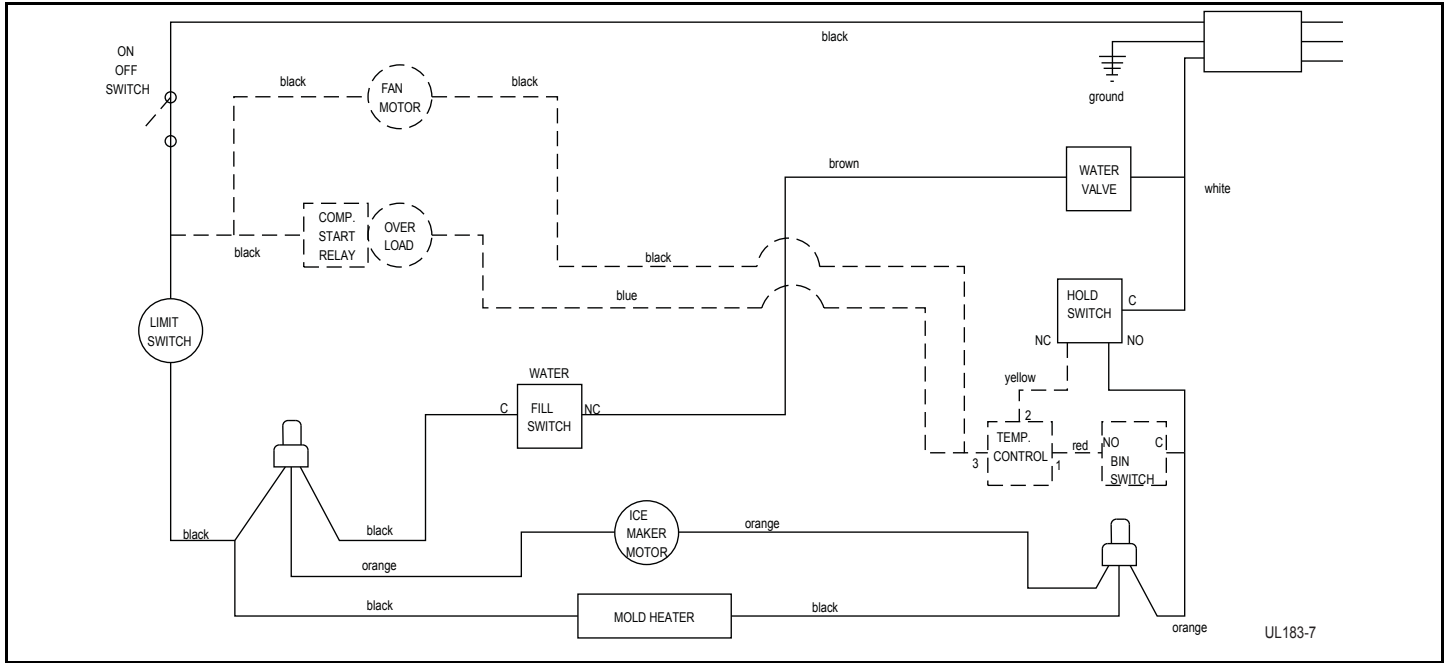 black
ON
OFF
SWITCH
black
FAN
MOTOR
black
ground
brown
WATER
VALVE
white
COMP.
START
RELAY
OVER
LOAD
black
black
blue
HOLD
SWITCH
C
NC
NO
LIMIT
SWITCH
WATER
C
FILL
SWITCH
NC
yellow
2
TEMP.
CONTROL
3
1
red
NO
C
BIN
SWITCH
black
black
ICE
MAKER
MOTOR
orange
orange
black
MOLD HEATER
black
orange
UL183-7